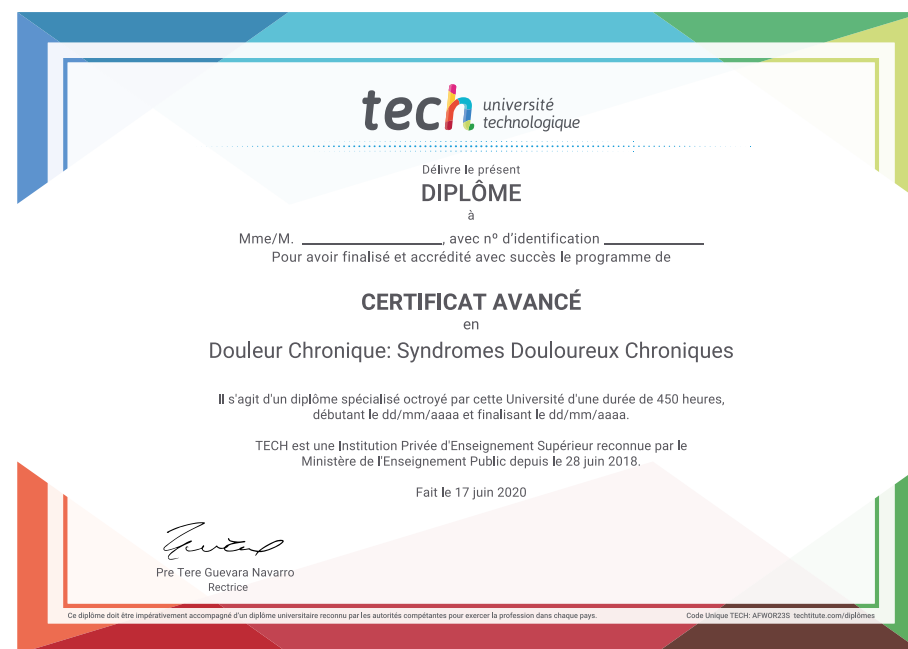 tech université
technologique
Délivre le présent
DIPLÔME
à
Mme/M. ____________________, avec nº d'identification ______________
Pour avoir finalisé et accrédité avec succès le programme de
CERTIFICAT AVANCÉ
en
Douleur Chronique: Syndromes Douloureux Chroniques
Il s'agit d'un diplôme spécialisé octroyé par cette Université d'une durée de 450 heures,
débutant le dd/mm/aaaa et finalisant le dd/mm/aaaa.
TECH est une Institution Privée d'Enseignement Supérieur reconnue par le
Ministère de l'Enseignement Public depuis le 28 juin 2018.
Fait le 17 juin 2020
Pre Tere Guevara Navarro
Rectrice
Ce diplôme doit être impérativement accompagné d'un diplôme universitaire reconnu par les autorités compétantes pour exercer la profession dans chaque pays.
Code Unique TECH: AFWOR23S techtitute.com/diplômes